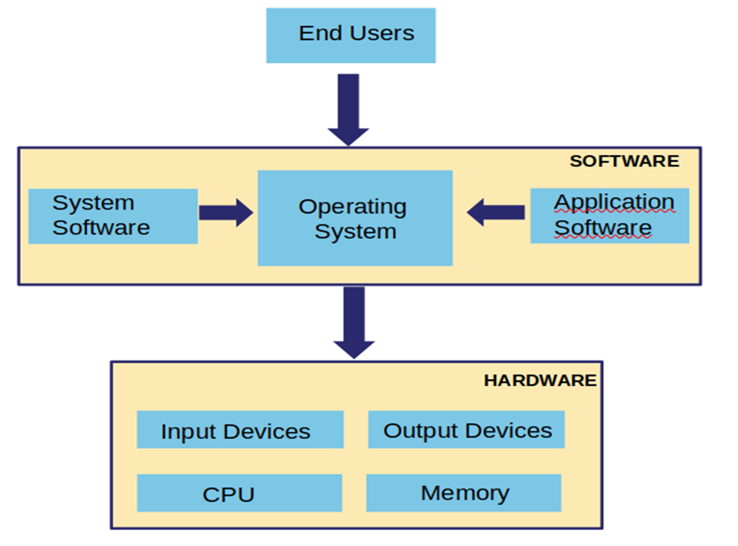 End Users
SOFTWARE
System
Software
Operating
System
Application
Software
HARDWARE
Input Devices
Output Devices
CPU
Memory